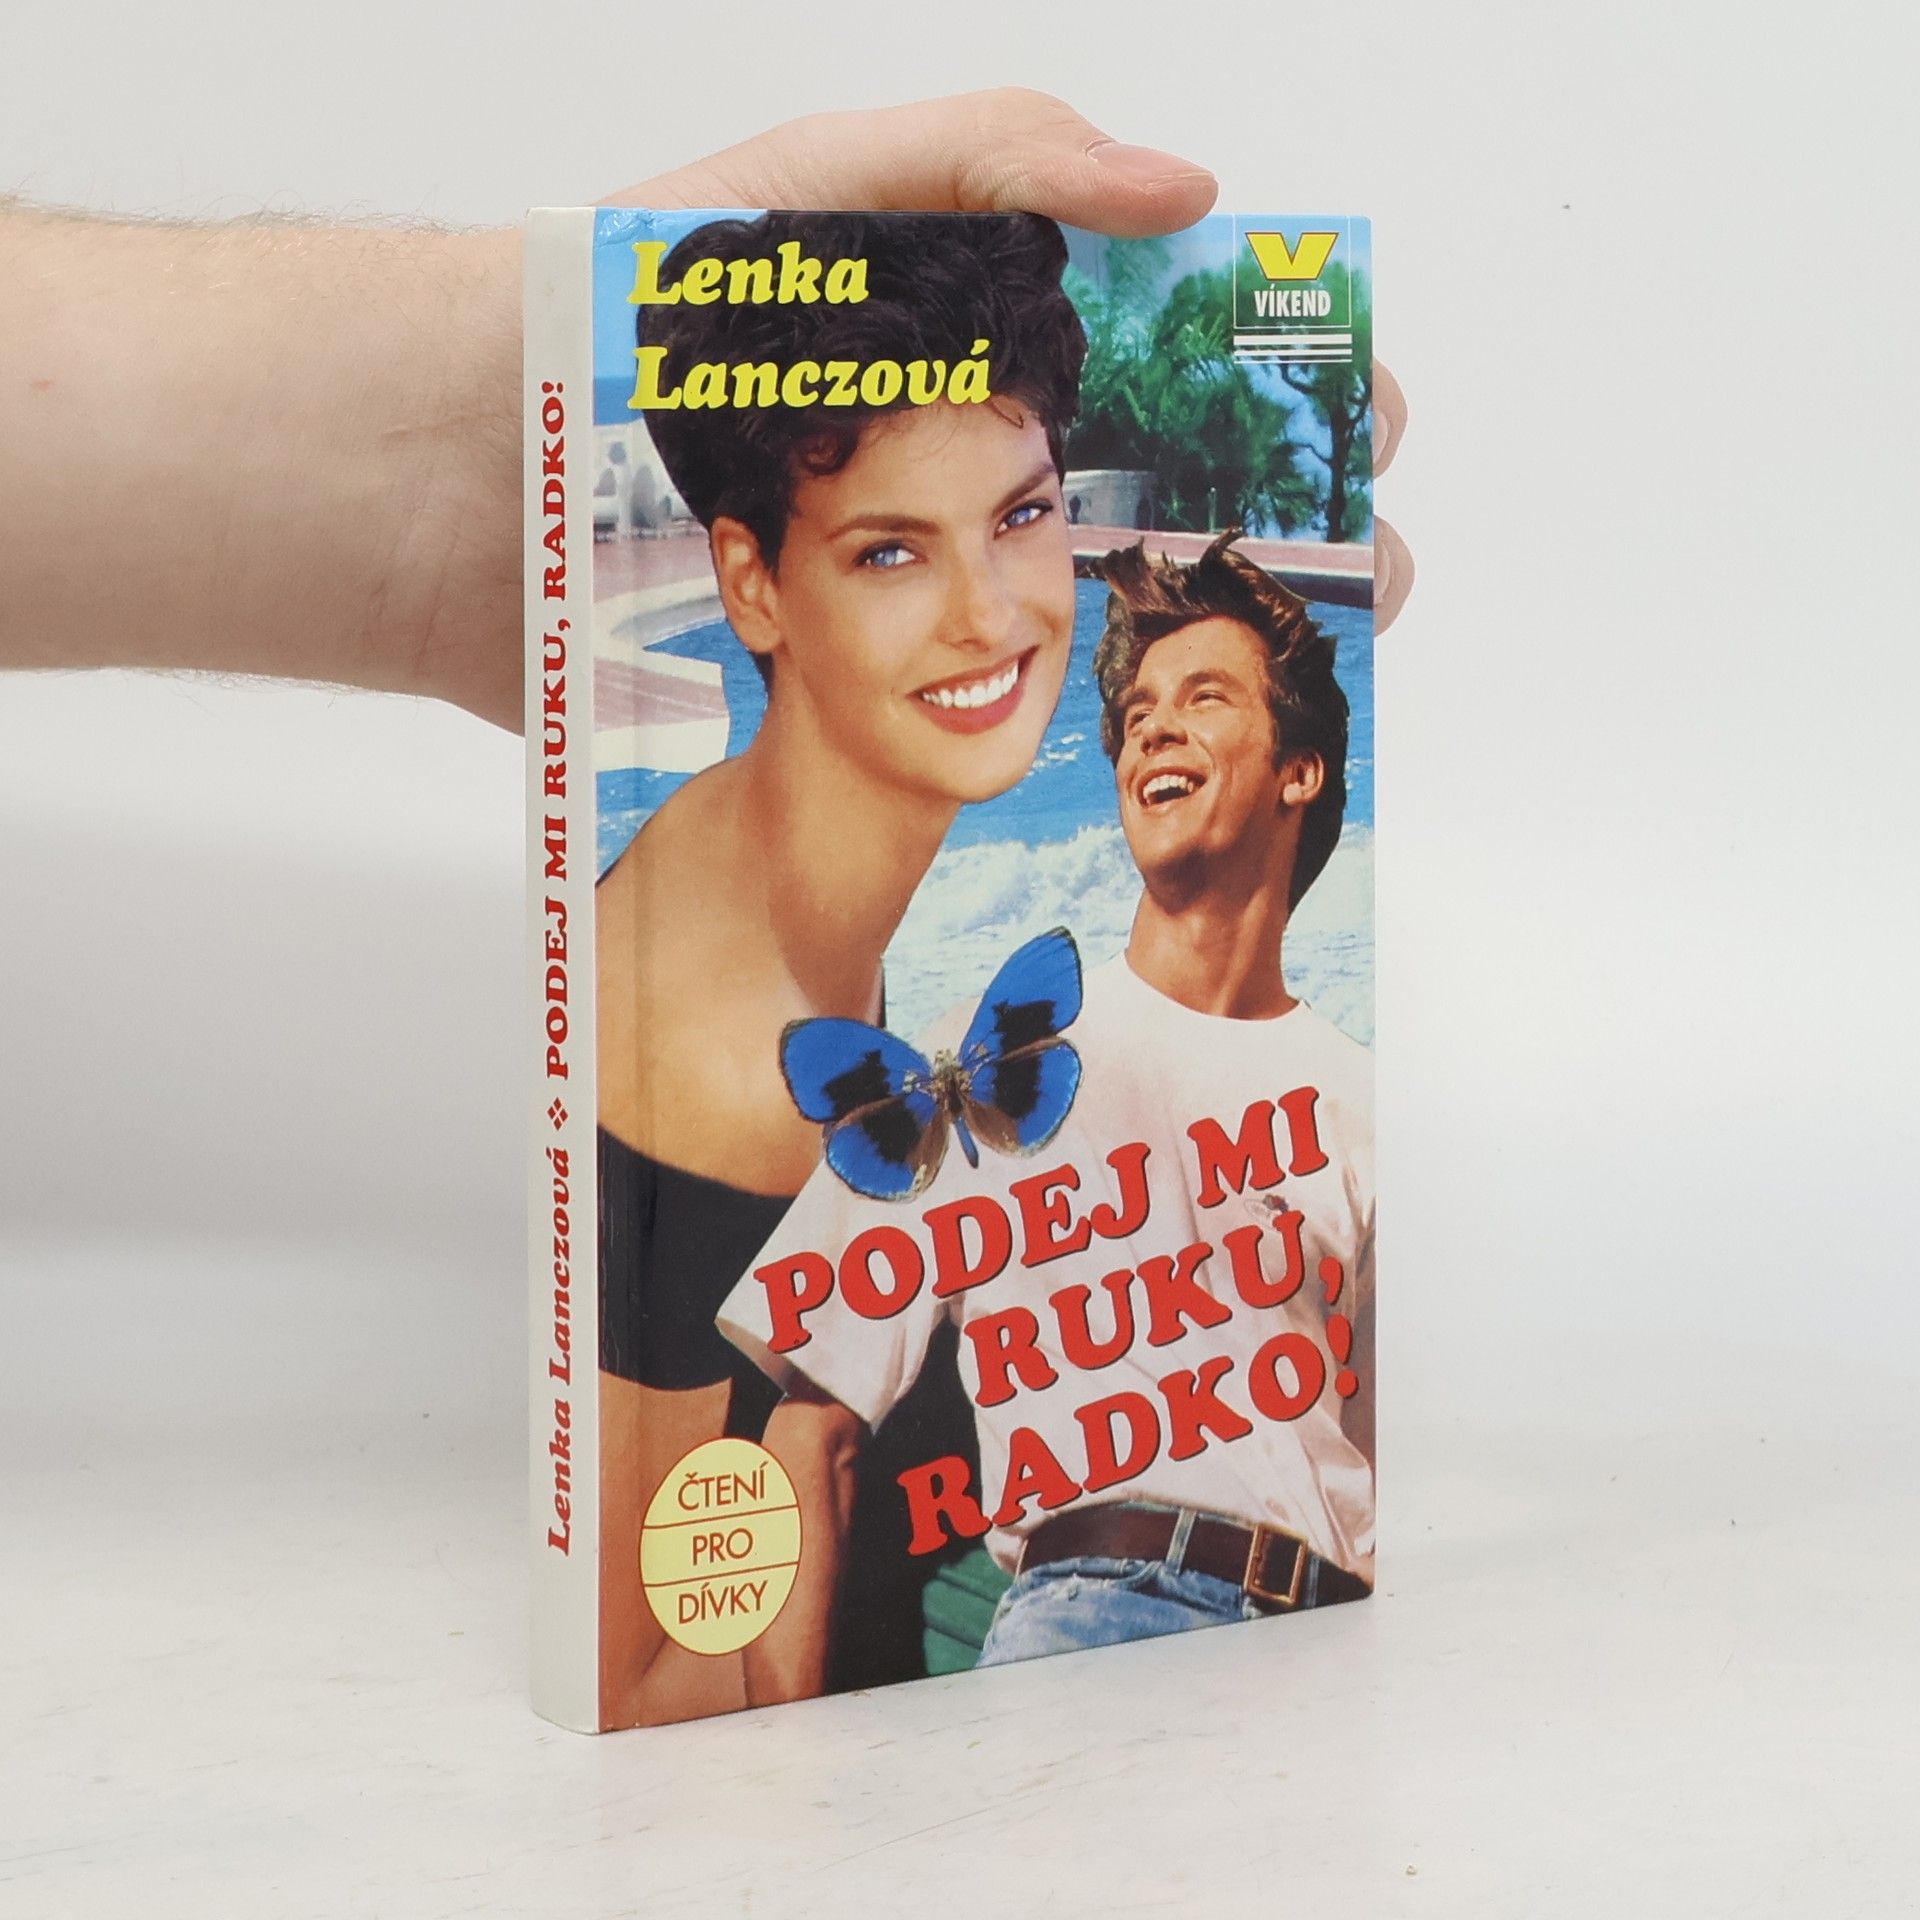 Lenka
Lanczová
V
VÍKEND
PODEJ MI
RUKU,
RADKO!
ČTENÍ
PRO
DÍVKY
Lenka Lanczová ❖ PODEJ MI RUKU, RADKO!